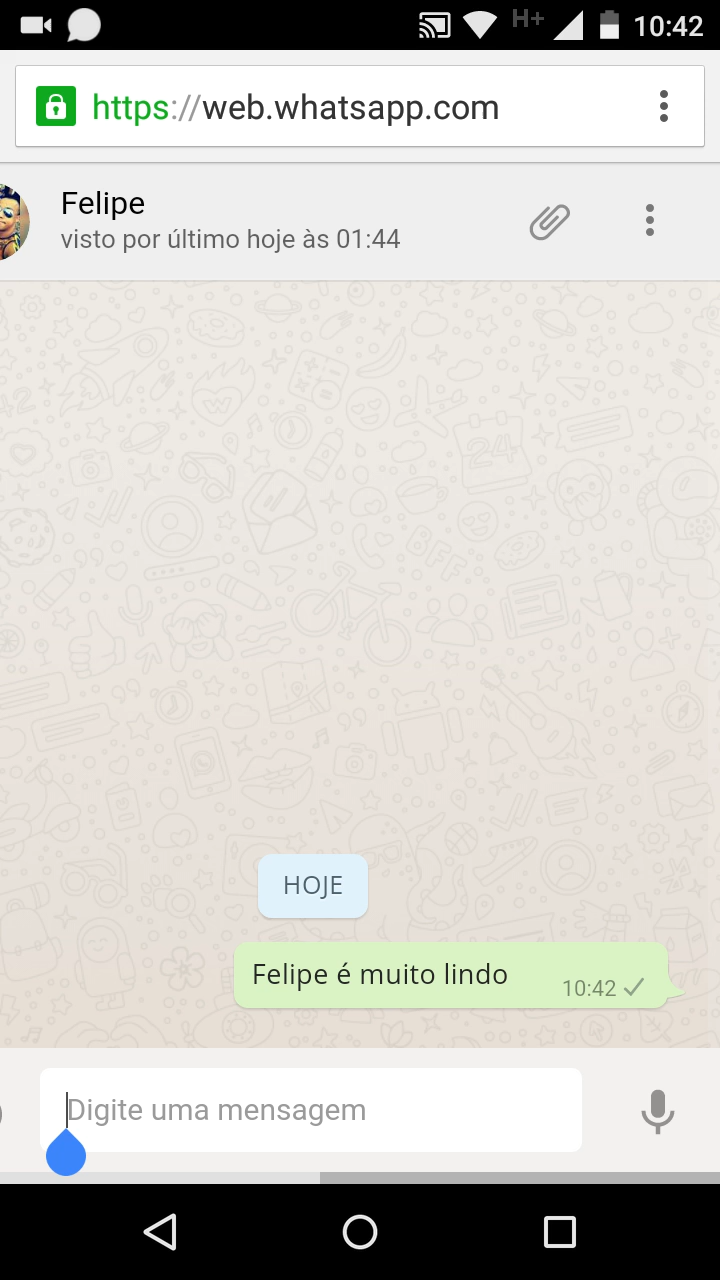 H+ 10:42
https://web.whatsapp.com
Felipe
visto por último hoje às 01:44
HOJE
Felipe é muito lindo
10:42
Digite uma mensagem